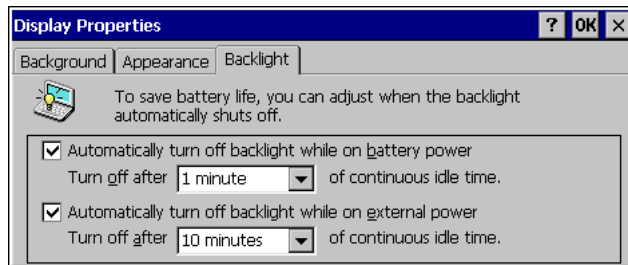 Display Properties ? OK ×
Background Appearance Backlight
To save battery life, you can adjust when the backlight
automatically shuts off.
Automatically turn off backlight while on battery power
Turn off after 1 minute of continuous idle time.
Automatically turn off backlight while on external power
Turn off after 10 minutes of continuous idle time.